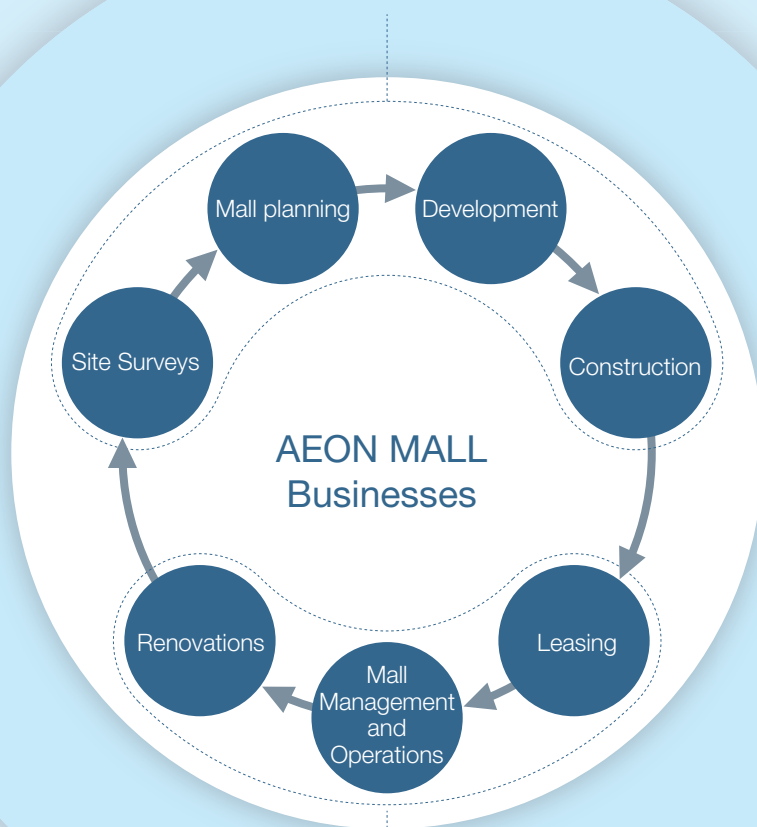 Mall planning
Development
Site Surveys
Construction
AEON MALL
Businesses
Renovations
Leasing
Mall
Management
and
Operations